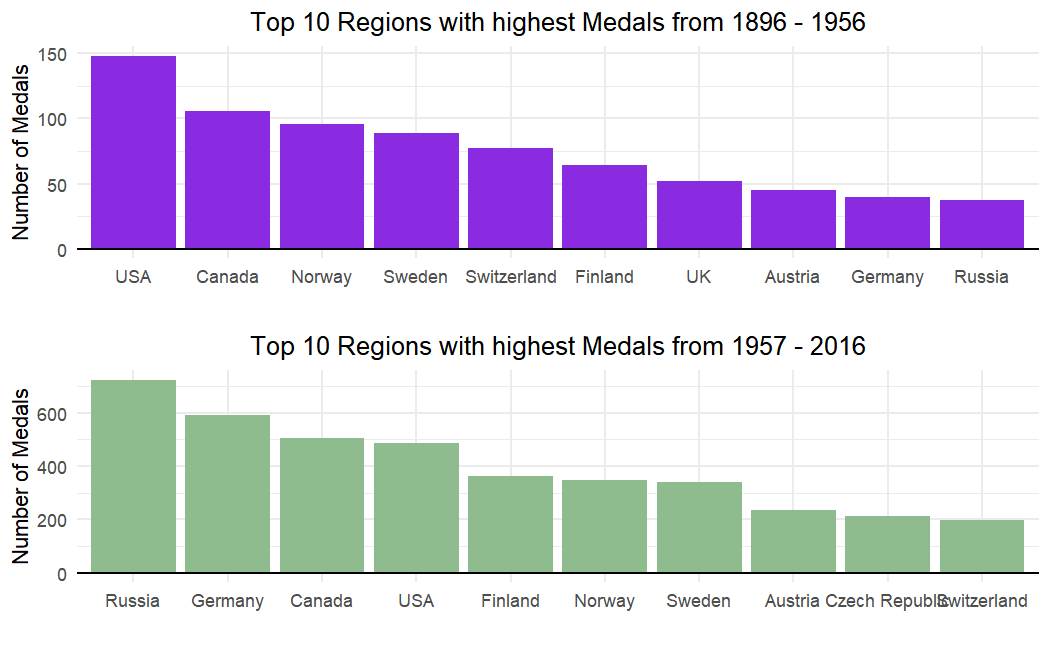 Top 10 Regions with highest Medals from 1896 - 1956
Number of Medals
150
100
50
0
USA Canada Norway Sweden Switzerland Finland UK Austria Germany Russia
Top 10 Regions with highest Medals from 1957 - 2016
Number of Medals
600
400
200
0
Russia Germany Canada USA Finland Norway Sweden Austria Czech Republic Switzerland